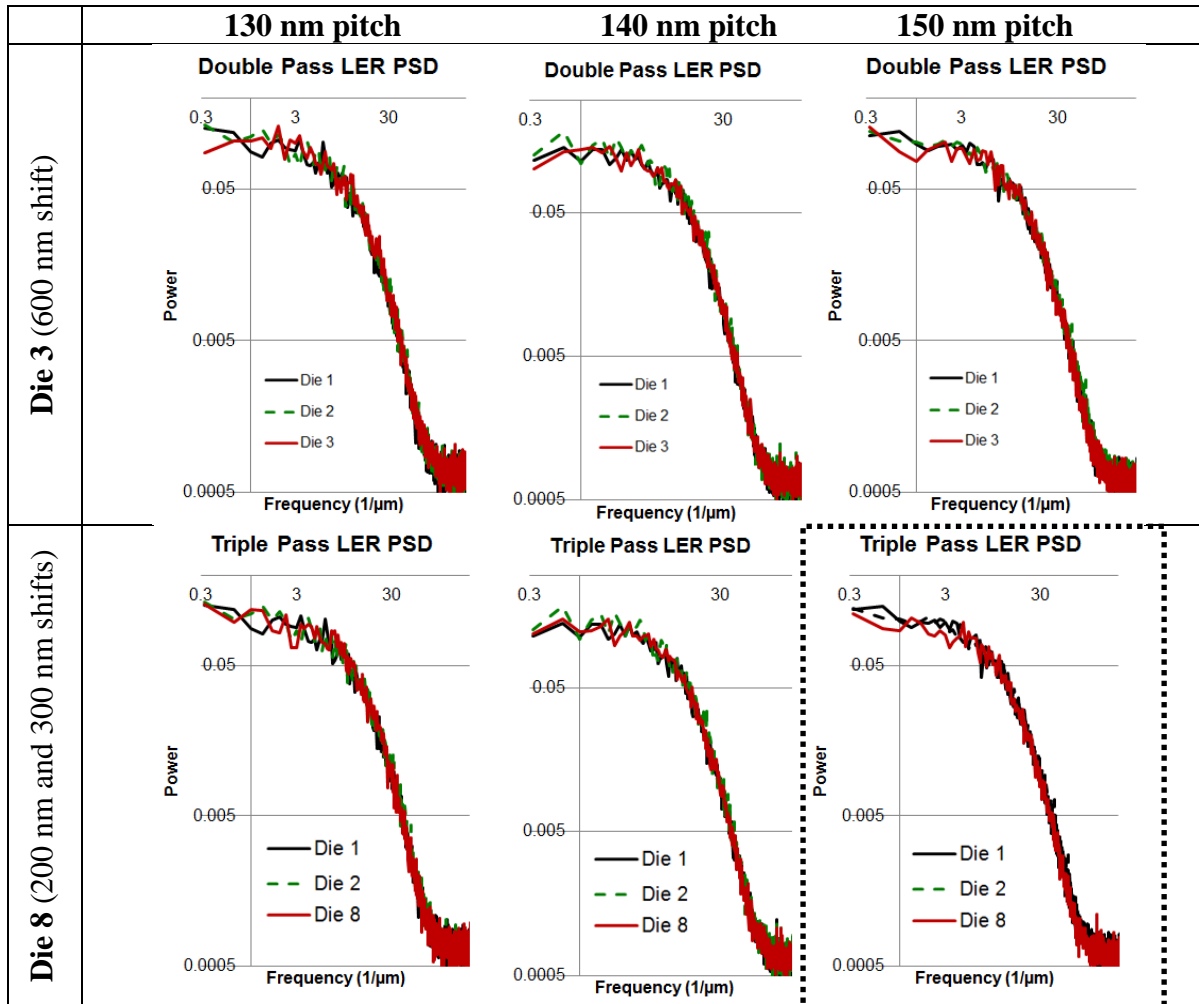 130 nm pitch 140 nm pitch 150 nm pitch
Die 3 (600 nm shift)
Double Pass LER PSD
0.3 3 30
0.05
0.005
0.0005
Power
Die 1
Die 2
Die 3
Frequency (1/µm)
Double Pass LER PSD
0.3 30
0.05
0.005
0.0005
Power
Die 1
Die 2
Die 3
Frequency (1/µm)
Double Pass LER PSD
0.3 3 30
0.05
0.005
0.0005
Power
Die 1
Die 2
Die 3
Frequency (1/µm)
Die 8 (200 nm and 300 nm shifts)
Triple Pass LER PSD
0.3 3 30
0.05
0.005
0.0005
Power
Die 1
Die 2
Die 8
Frequency (1/µm)
Triple Pass LER PSD
0.3 30
0.05
0.005
0.0005
Power
Die 1
Die 2
Die 8
Frequency (1/µm)
Triple Pass LER PSD
0.3 3 30
0.05
0.005
0.0005
Power
Die 1
Die 2
Die 8
Frequency (1/µm)